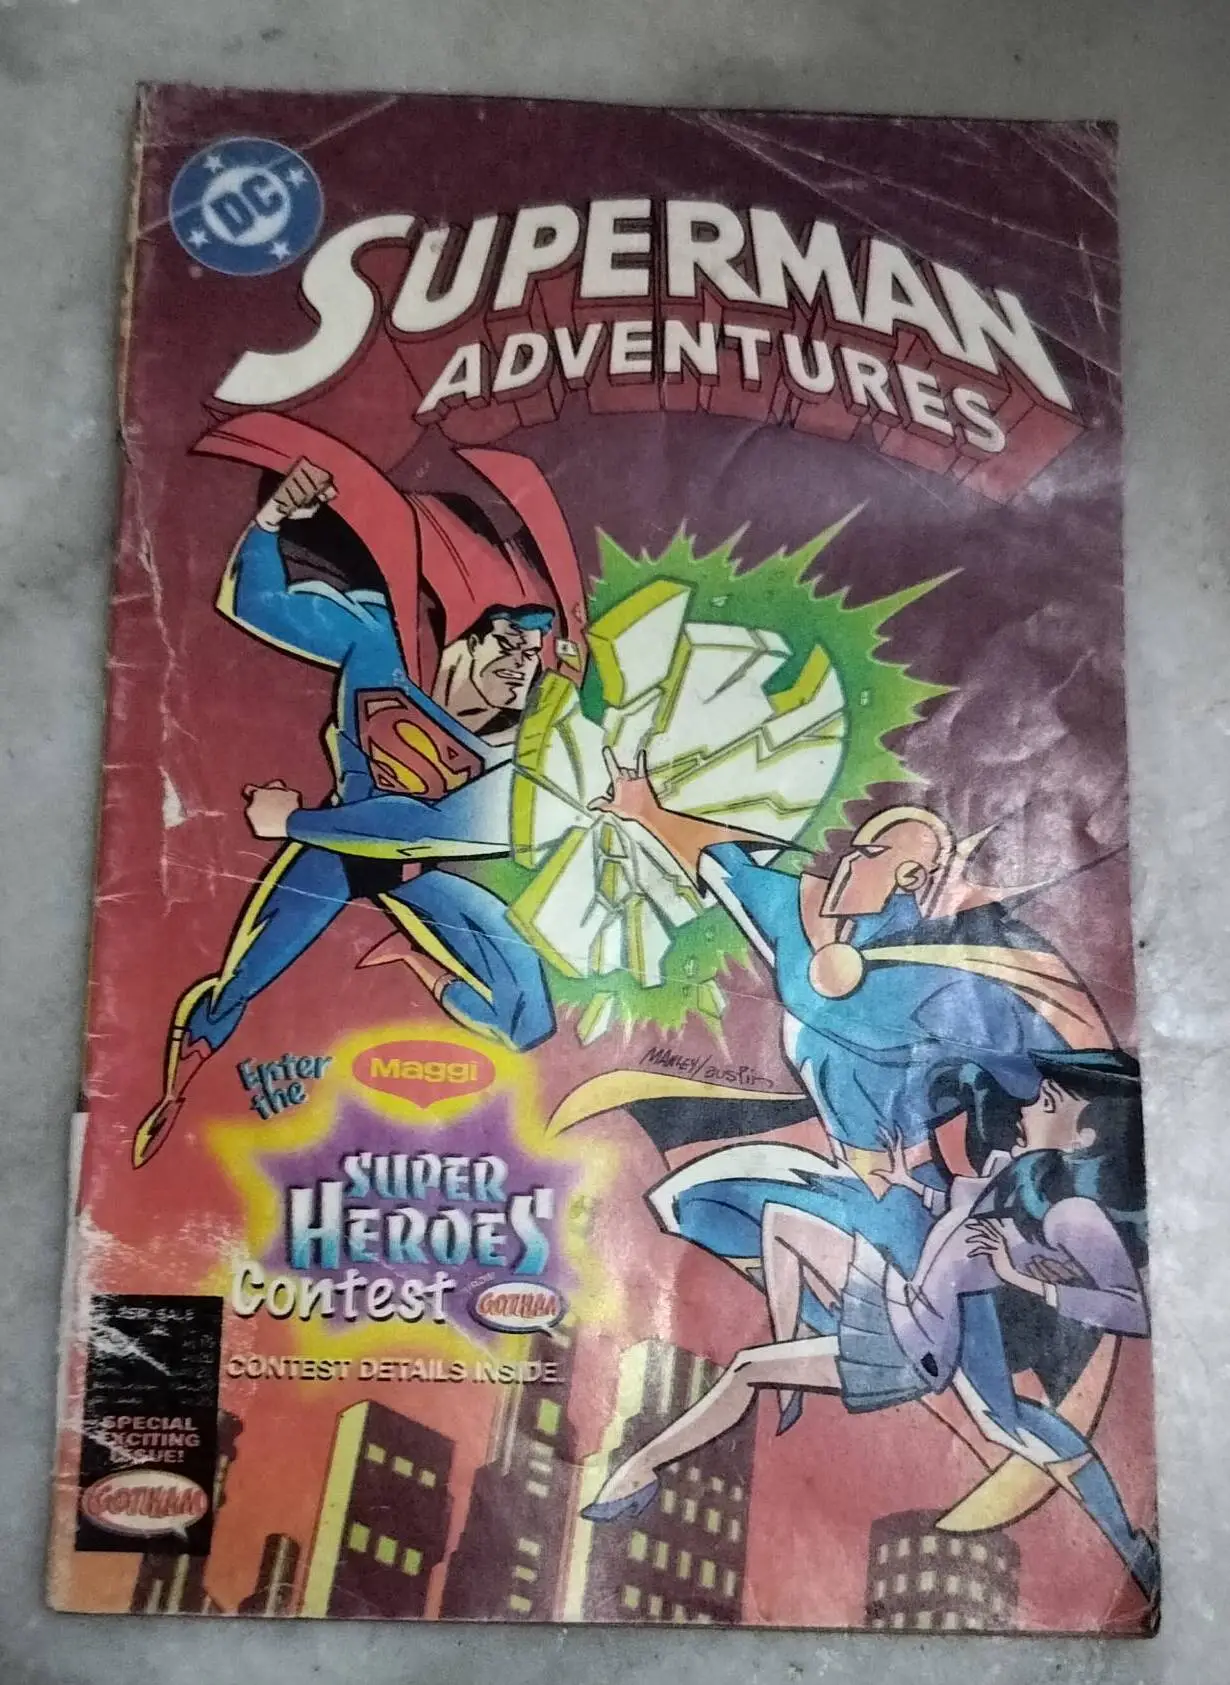 DC
SUPERMAN
ADVENTURES
S
MANLEY/austin
Enter
the
Maggi
SUPER
HEROES
Contest
GOTHAM
CONTEST DETAILS INSIDE.
SALE
SPECIAL
EXCITING
ISSUE!
GOTHAM